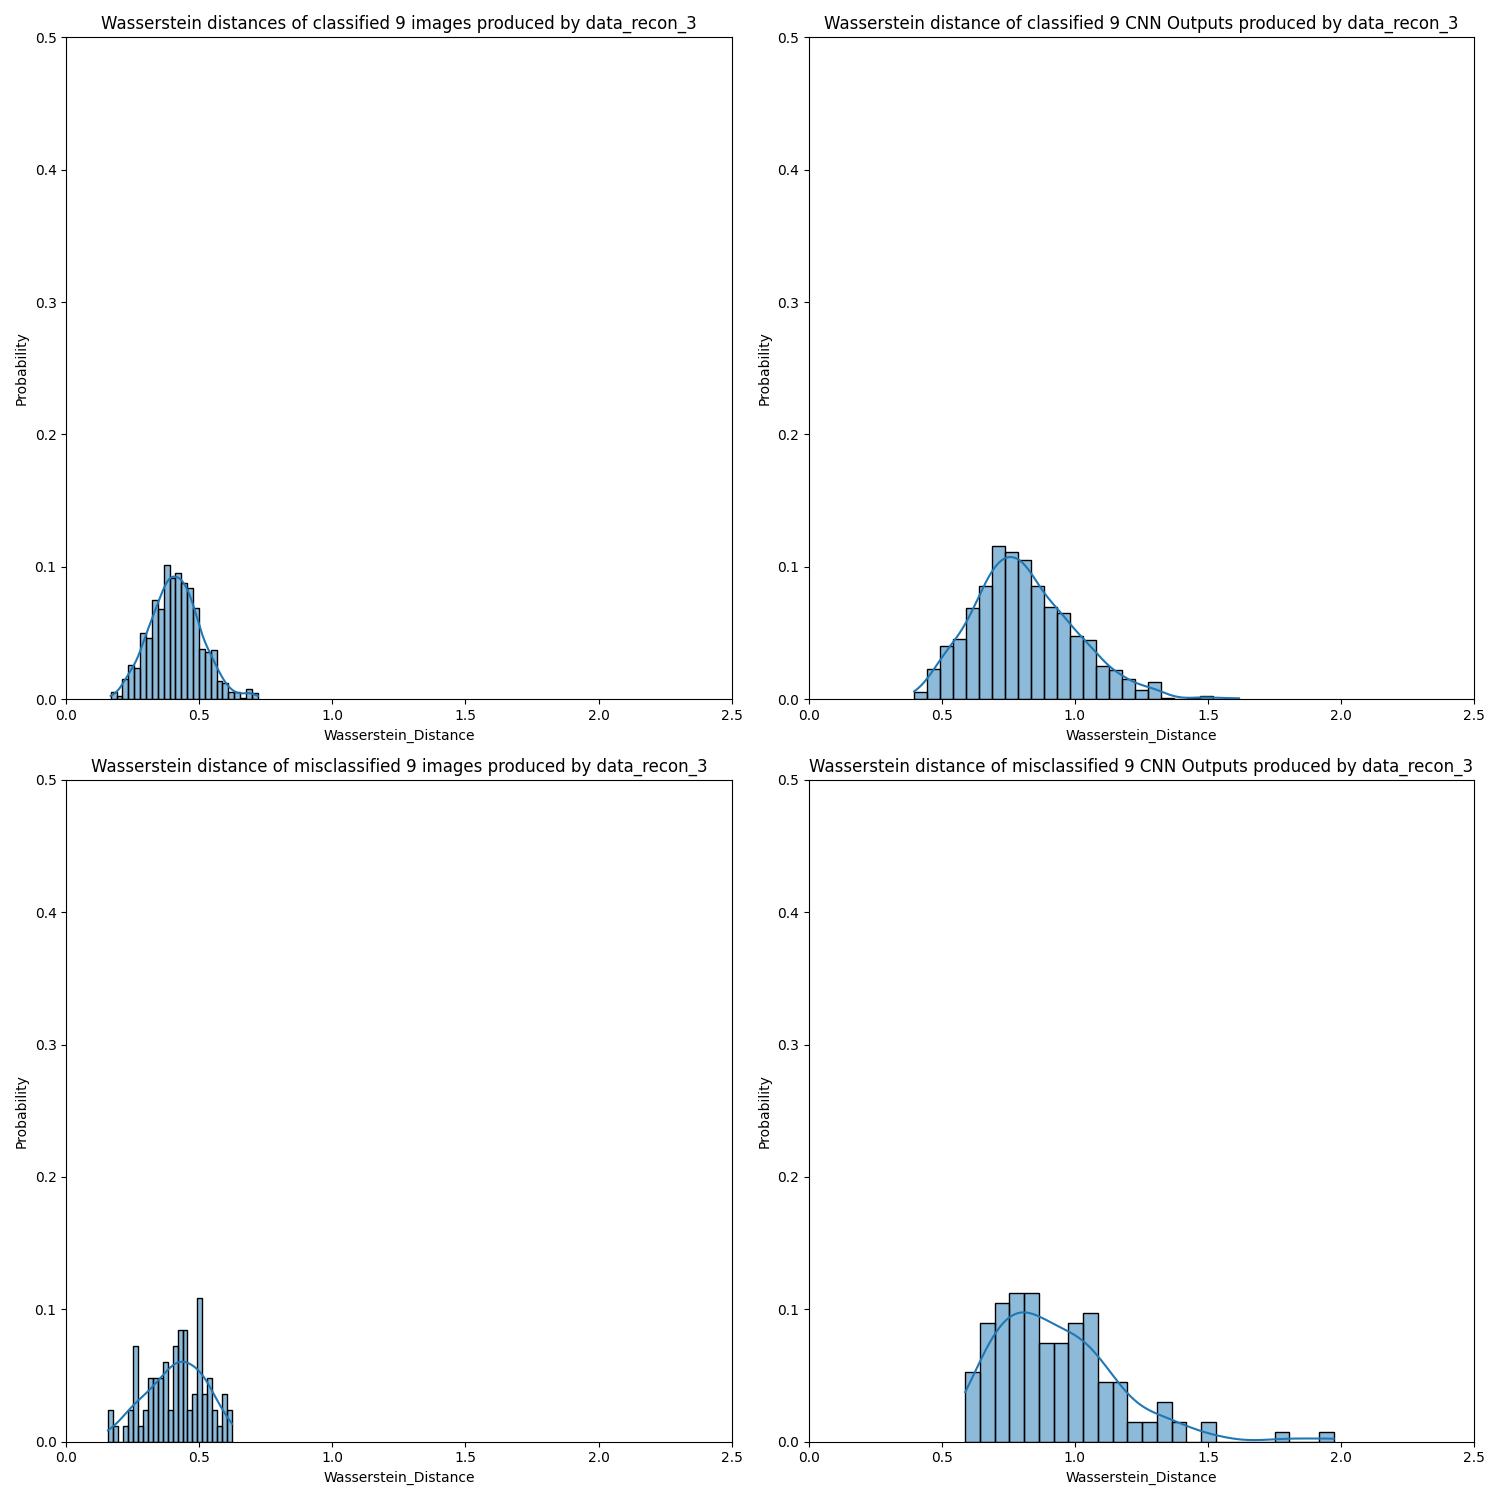 Wasserstein distances of classified 9 images produced by data_recon_3
0.5
0.4
0.3
0.2
0.1
0.0
Probability
0.0 0.5 1.0 1.5 2.0 2.5
Wasserstein_Distance
Wasserstein distance of classified 9 CNN Outputs produced by data_recon_3
0.5
0.4
0.3
0.2
0.1
0.0
Probability
0.0 0.5 1.0 1.5 2.0 2.5
Wasserstein_Distance
Wasserstein distance of misclassified 9 images produced by data_recon_3
0.5
0.4
0.3
0.2
0.1
0.0
Probability
0.0 0.5 1.0 1.5 2.0 2.5
Wasserstein_Distance
Wasserstein distance of misclassified 9 CNN Outputs produced by data_recon_3
0.5
0.4
0.3
0.2
0.1
0.0
Probability
0.0 0.5 1.0 1.5 2.0 2.5
Wasserstein_Distance